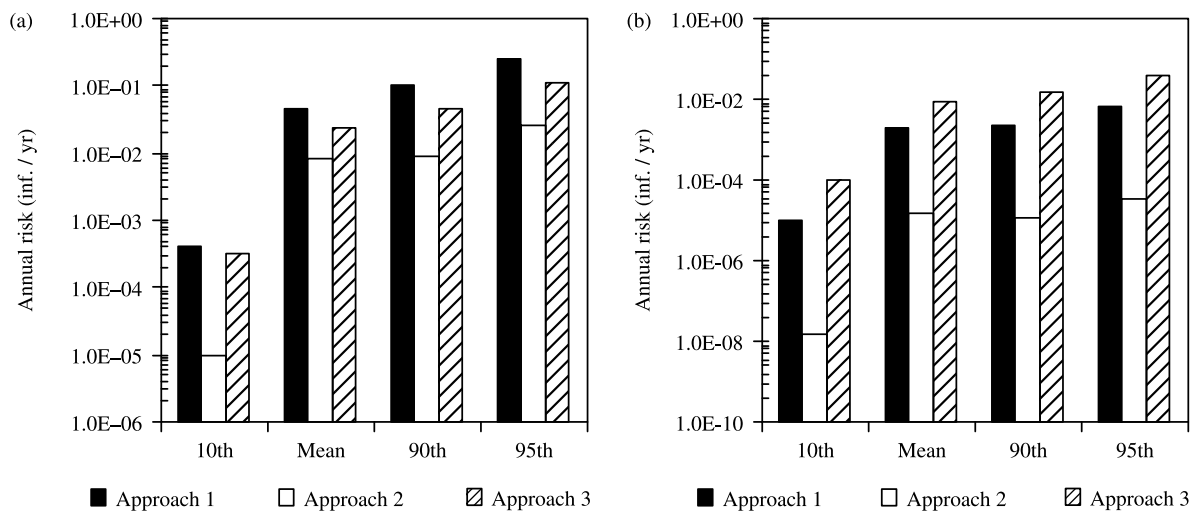 (a)
Annual risk (inf. / yr)
1.0E+00
1.0E–01
1.0E–02
1.0E–03
1.0E–04
1.0E–05
1.0E–06
10th Mean 90th 95th
Approach 1 Approach 2 Approach 3
(b)
Annual risk (inf. / yr)
1.0E+00
1.0E-02
1.0E-04
1.0E-06
1.0E-08
1.0E-10
10th Mean 90th 95th
Approach 1 Approach 2 Approach 3